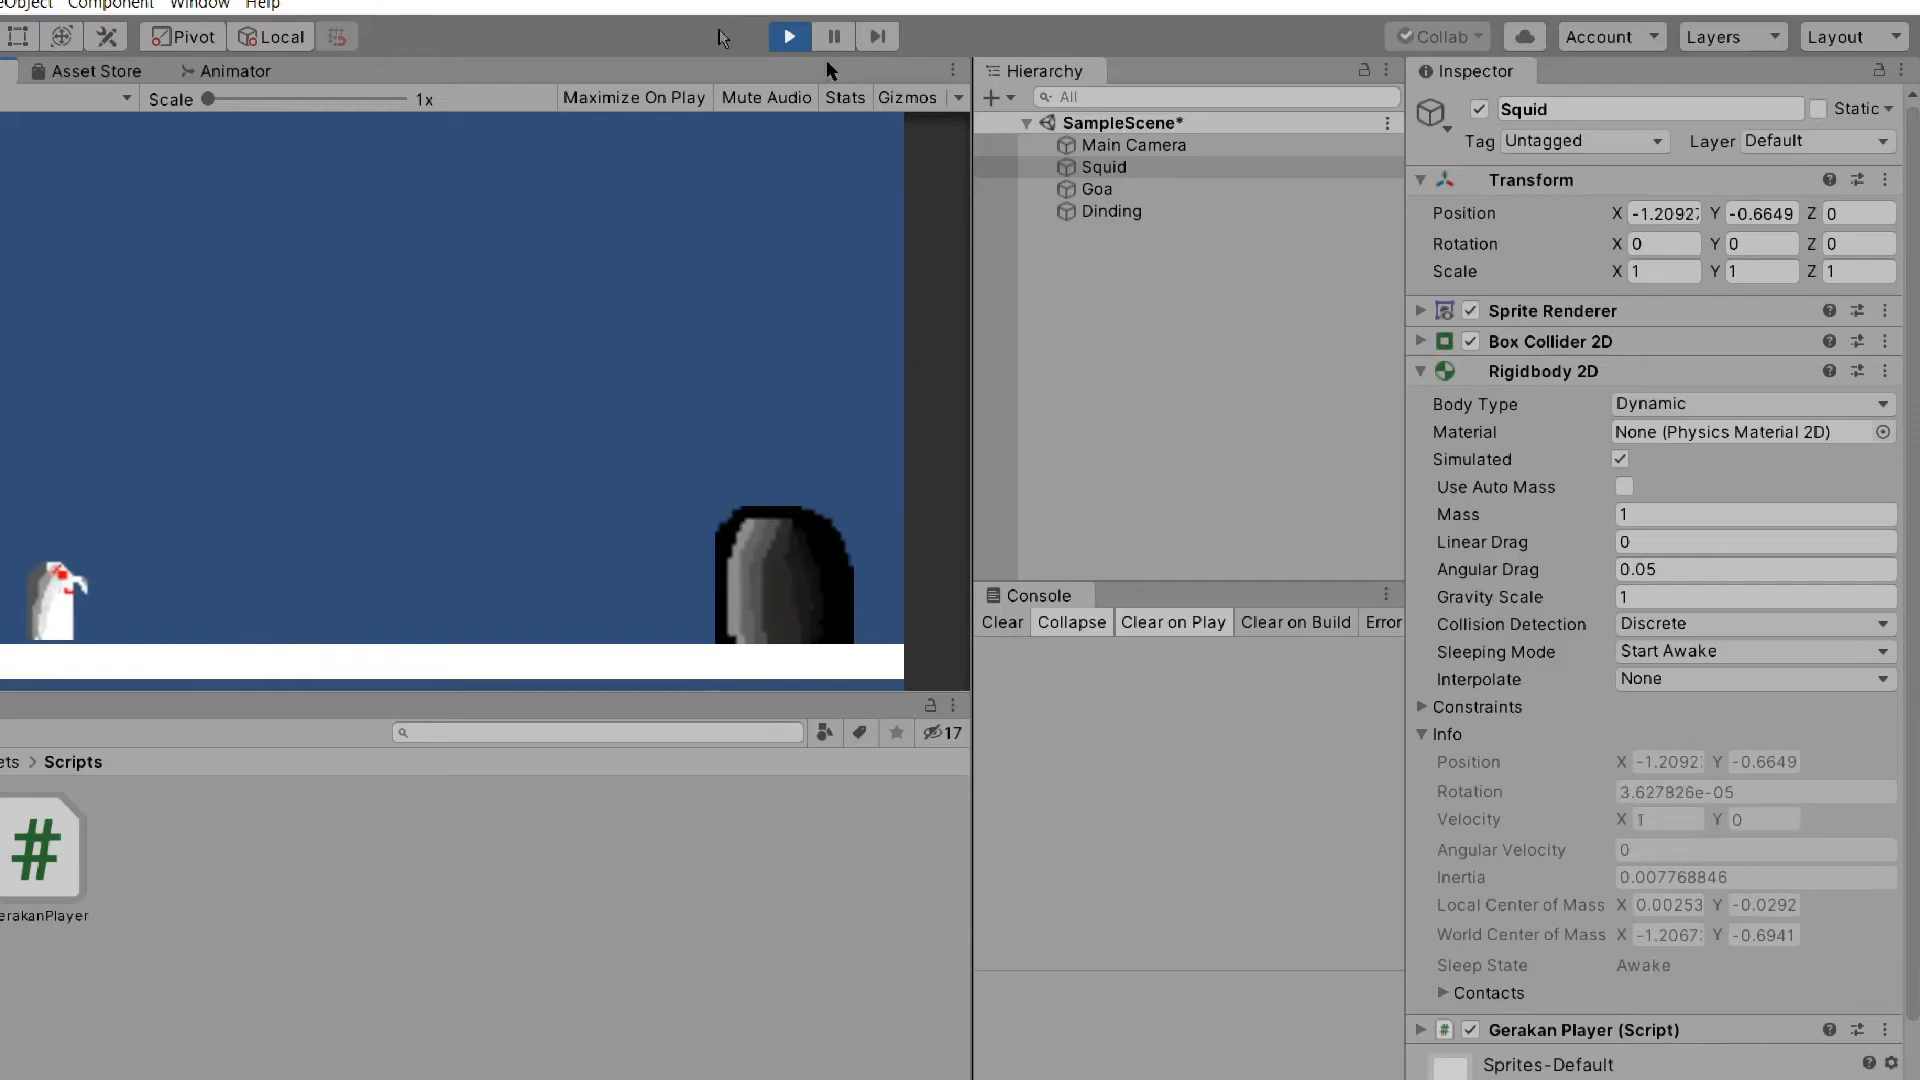 eObject Component Window Help
Pivot Local Collab Account Layers Layout
Asset Store Animator
Scale 1x Maximize On Play Mute Audio Stats Gizmos
Hierarchy
All
SampleScene*
Main Camera
Squid
Goa
Dinding
Console
Clear Collapse Clear on Play Clear on Build Error
17
ets > Scripts
#
erakanPlayer
Inspector
Squid Static
Tag Untagged Layer Default
Transform
Position X -1.2092 Y -0.6649 Z 0
Rotation X 0 Y 0 Z 0
Scale X 1 Y 1 Z 1
Sprite Renderer
Box Collider 2D
Rigidbody 2D
Body Type Dynamic
Material None (Physics Material 2D)
Simulated
Use Auto Mass
Mass 1
Linear Drag 0
Angular Drag 0.05
Gravity Scale 1
Collision Detection Discrete
Sleeping Mode Start Awake
Interpolate None
Constraints
Info
Position X -1.2092 Y -0.6649
Rotation 3.627826e-05
Velocity X 1 Y 0
Angular Velocity 0
Inertia 0.007768846
Local Center of Mass X 0.00253 Y -0.0292
World Center of Mass X -1.2067 Y -0.6941
Sleep State Awake
Contacts
# Gerakan Player (Script)
Sprites-Default